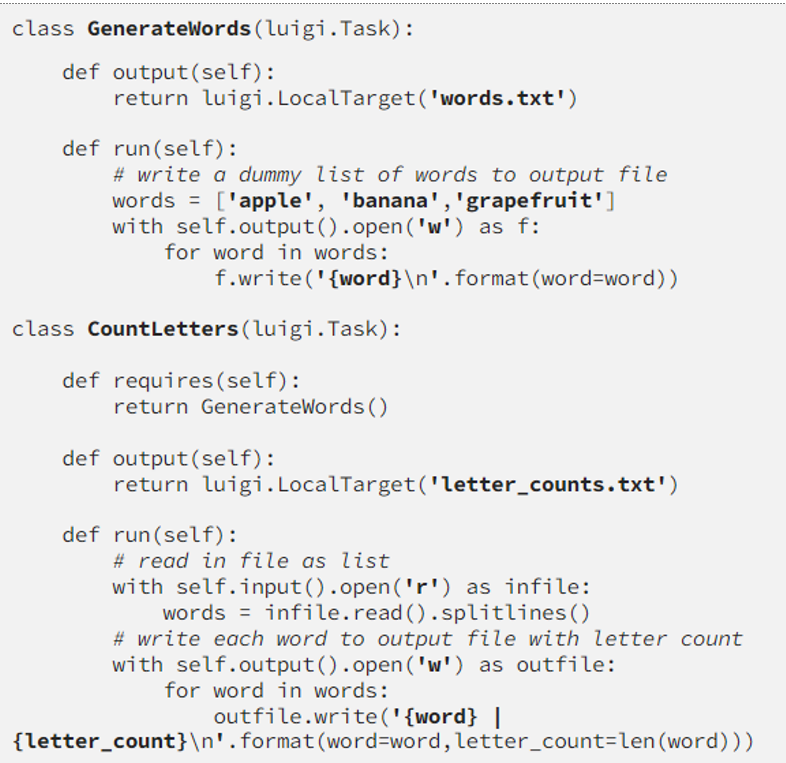 class GenerateWords(luigi.Task):
    def output(self):
        return luigi.LocalTarget('words.txt')
    def run(self):
        # write a dummy list of words to output file
        words = ['apple', 'banana','grapefruit']
        with self.output().open('w') as f:
            for word in words:
                f.write('{word}\n'.format(word=word))
class CountLetters(luigi.Task):
    def requires(self):
        return GenerateWords()
    def output(self):
        return luigi.LocalTarget('letter_counts.txt')
    def run(self):
        # read in file as list
        with self.input().open('r') as infile:
            words = infile.read().splitlines()
        # write each word to output file with letter count
        with self.output().open('w') as outfile:
            for word in words:
                outfile.write('{word} |
{letter_count}\n'.format(word=word,letter_count=len(word)))